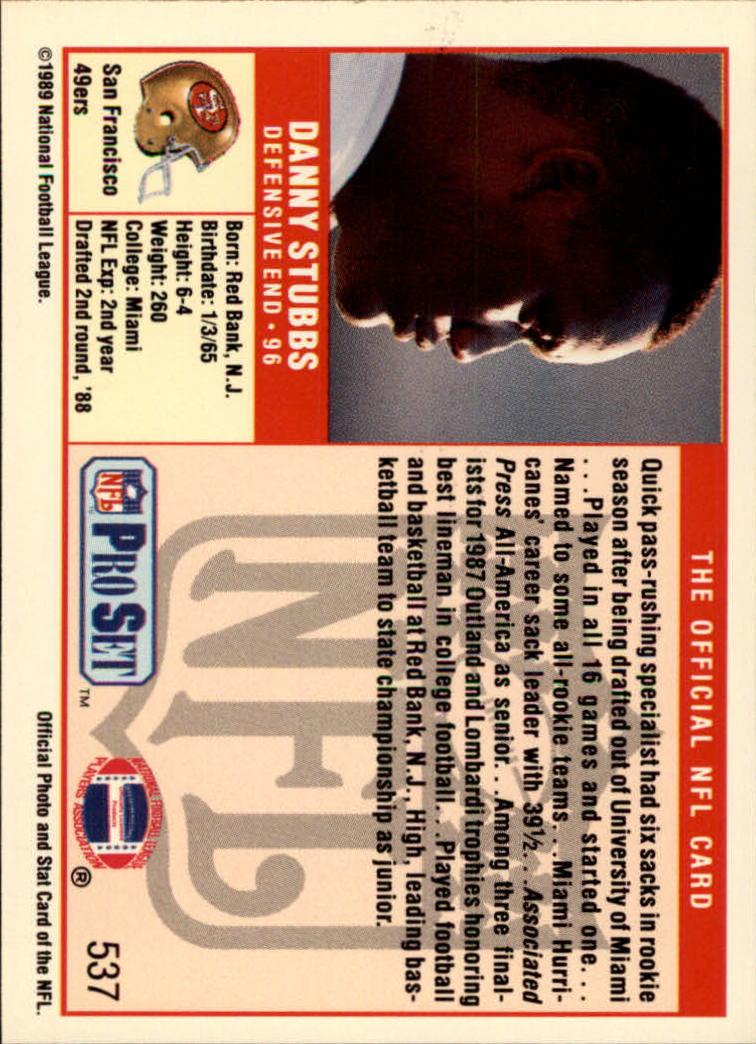 THE OFFICIAL NFL CARD
DANNY STUBBS
DEFENSIVE END • 96
San Francisco
49ers
Born: Red Bank, N.J.
Birthdate: 1/3/65
Height: 6-4
Weight: 260
College: Miami
NFL Exp: 2nd year
Drafted 2nd round, '88
Quick pass-rushing specialist had six sacks in rookie
season after being drafted out of University of Miami
. . .Played in all 16 games and started one. . .
Named to some all-rookie teams. . .Miami Hurri-
canes' career sack leader with 39½. . .Associated
Press All-America as senior. . .Among three final-
ists for 1987 Outland and Lombardi trophies honoring
best lineman in college football. . .Played football
and basketball at Red Bank, N.J., High, leading bas-
ketball team to state championship as junior.
NFL
NFL
PRO SET
TM
NATIONAL FOOTBALL LEAGUE
PLAYERS ASSOCIATION
®
537
©1989 National Football League.
Official Photo and Stat Card of the NFL.